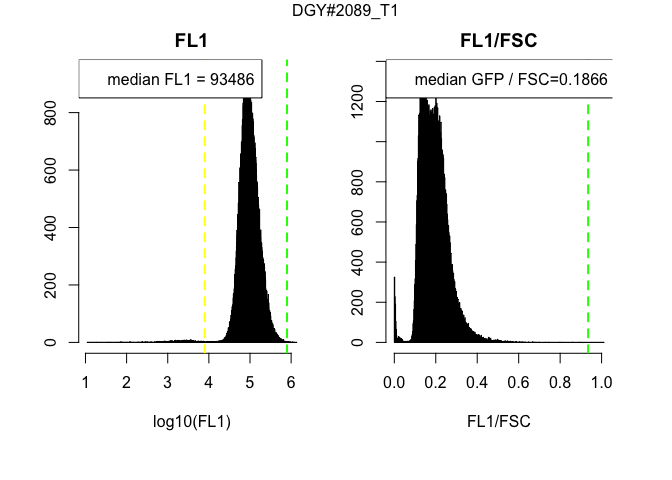 DGY#2089_T1
FL1
median FL1 = 93486
800
600
400
200
0
1 2 3 4 5 6
log10(FL1)
FL1/FSC
median GFP / FSC=0.1866
1200
800
600
400
200
0
0.0 0.2 0.4 0.6 0.8 1.0
FL1/FSC